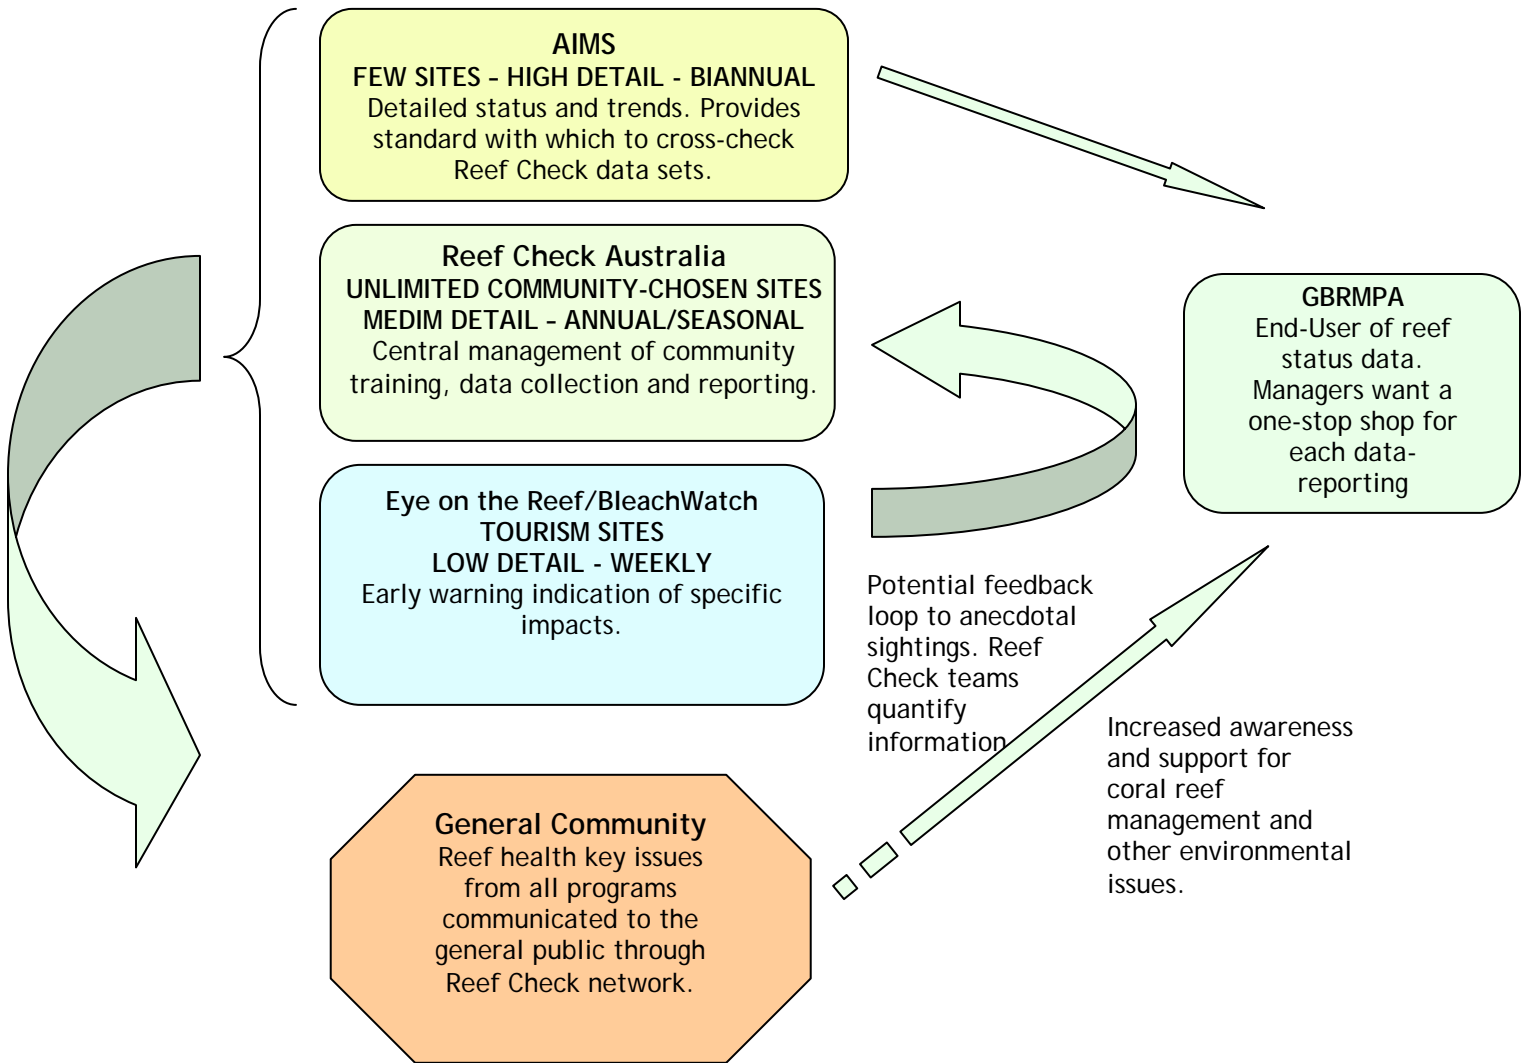 AIMS
FEW SITES – HIGH DETAIL - BIANNUAL
Detailed status and trends. Provides
standard with which to cross-check
Reef Check data sets.
Reef Check Australia
UNLIMITED COMMUNITY-CHOSEN SITES
MEDIM DETAIL – ANNUAL/SEASONAL
Central management of community
training, data collection and reporting.
Eye on the Reef/BleachWatch
TOURISM SITES
LOW DETAIL - WEEKLY
Early warning indication of specific
impacts.
GBRMPA
End-User of reef
status data.
Managers want a
one-stop shop for
each data-
reporting
Potential feedback
loop to anecdotal
sightings. Reef
Check teams
quantify
information
Increased awareness
and support for
coral reef
management and
other environmental
issues.
General Community
Reef health key issues
from all programs
communicated to the
general public through
Reef Check network.